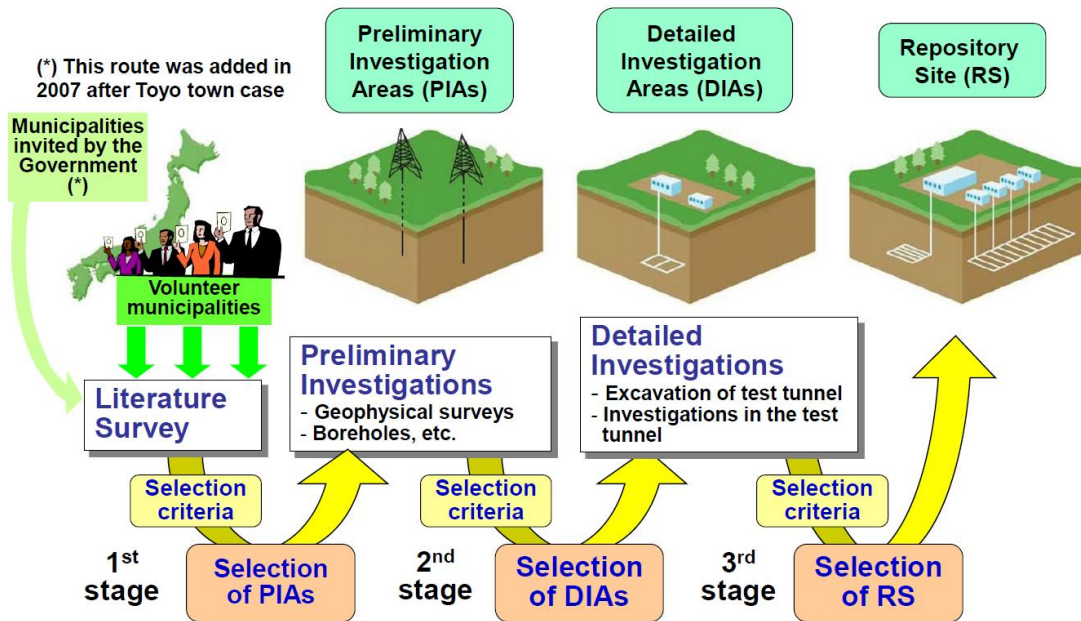 (*) This route was added in
2007 after Toyo town case
Municipalities
invited by the
Government
(*)
Volunteer
municipalities
Preliminary
Investigation
Areas (PIAs)
Detailed
Investigation
Areas (DIAs)
Repository
Site (RS)
Literature
Survey
Preliminary
Investigations
- Geophysical surveys
- Boreholes, etc.
Detailed
Investigations
- Excavation of test tunnel
- Investigations in the test
tunnel
Selection
criteria
Selection
criteria
Selection
criteria
1st
stage
Selection
of PIAs
2nd
stage
Selection
of DIAs
3rd
stage
Selection
of RS